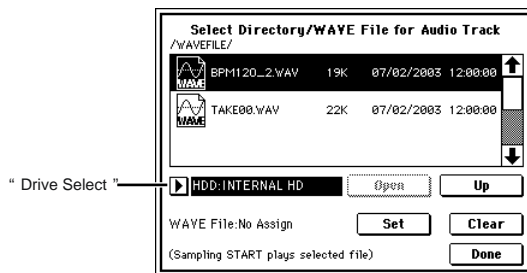 Select Directory/WAVE File for Audio Track
/WAVEFILE/
WAVE BPM120_2.WAV 19K 07/02/2003 12:00:00
WAVE TAKE00.WAV 22K 07/02/2003 12:00:00
“ Drive Select ”
HDD:INTERNAL HD Open Up
WAVE File:No Assign Set Clear
(Sampling START plays selected file) Done